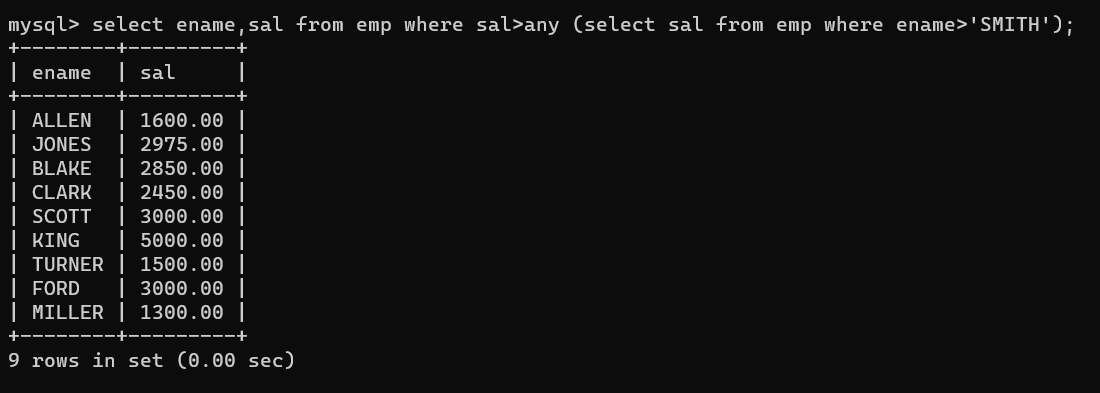 mysql> select ename,sal from emp where sal>any (select sal from emp where ename>'SMITH');
+--------+---------+
| ename  | sal     |
+--------+---------+
| ALLEN  | 1600.00 |
| JONES  | 2975.00 |
| BLAKE  | 2850.00 |
| CLARK  | 2450.00 |
| SCOTT  | 3000.00 |
| KING   | 5000.00 |
| TURNER | 1500.00 |
| FORD   | 3000.00 |
| MILLER | 1300.00 |
+--------+---------+
9 rows in set (0.00 sec)